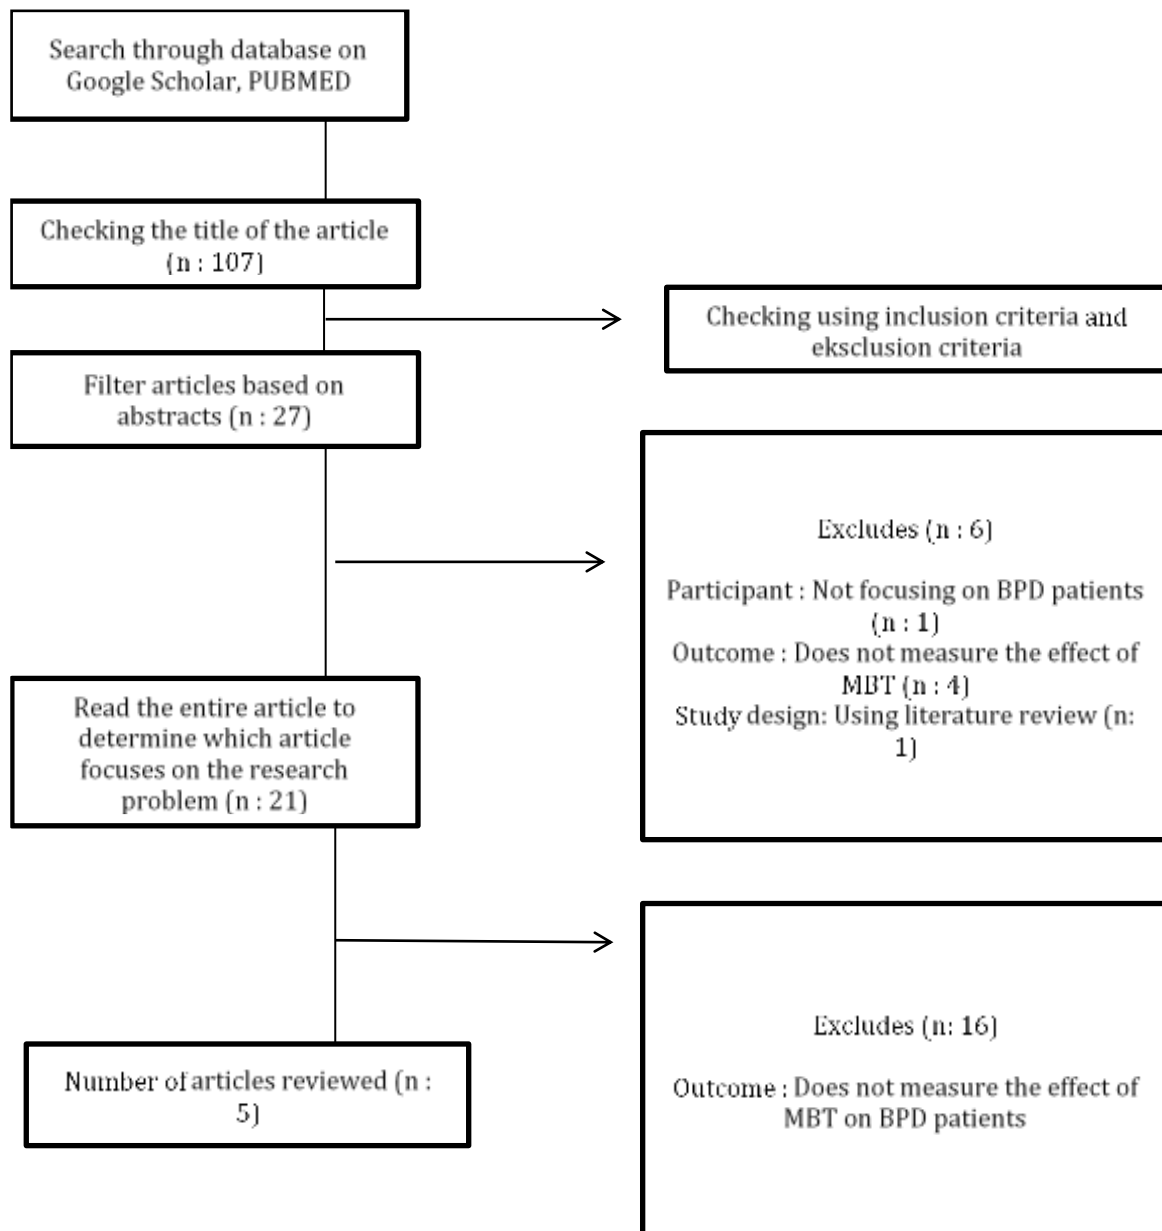 Search through database on
Google Scholar, PUBMED
Checking the title of the article
(n : 107)
Checking using inclusion criteria and
eksclusion criteria
Filter articles based on
abstracts (n : 27)
Excludes (n : 6)
Participant : Not focusing on BPD patients
(n : 1)
Outcome : Does not measure the effect of
MBT (n : 4)
Study design: Using literature review (n:
1)
Read the entire article to
determine which article
focuses on the research
problem (n : 21)
Excludes (n: 16)
Outcome : Does not measure the effect of
MBT on BPD patients
Number of articles reviewed (n :
5)